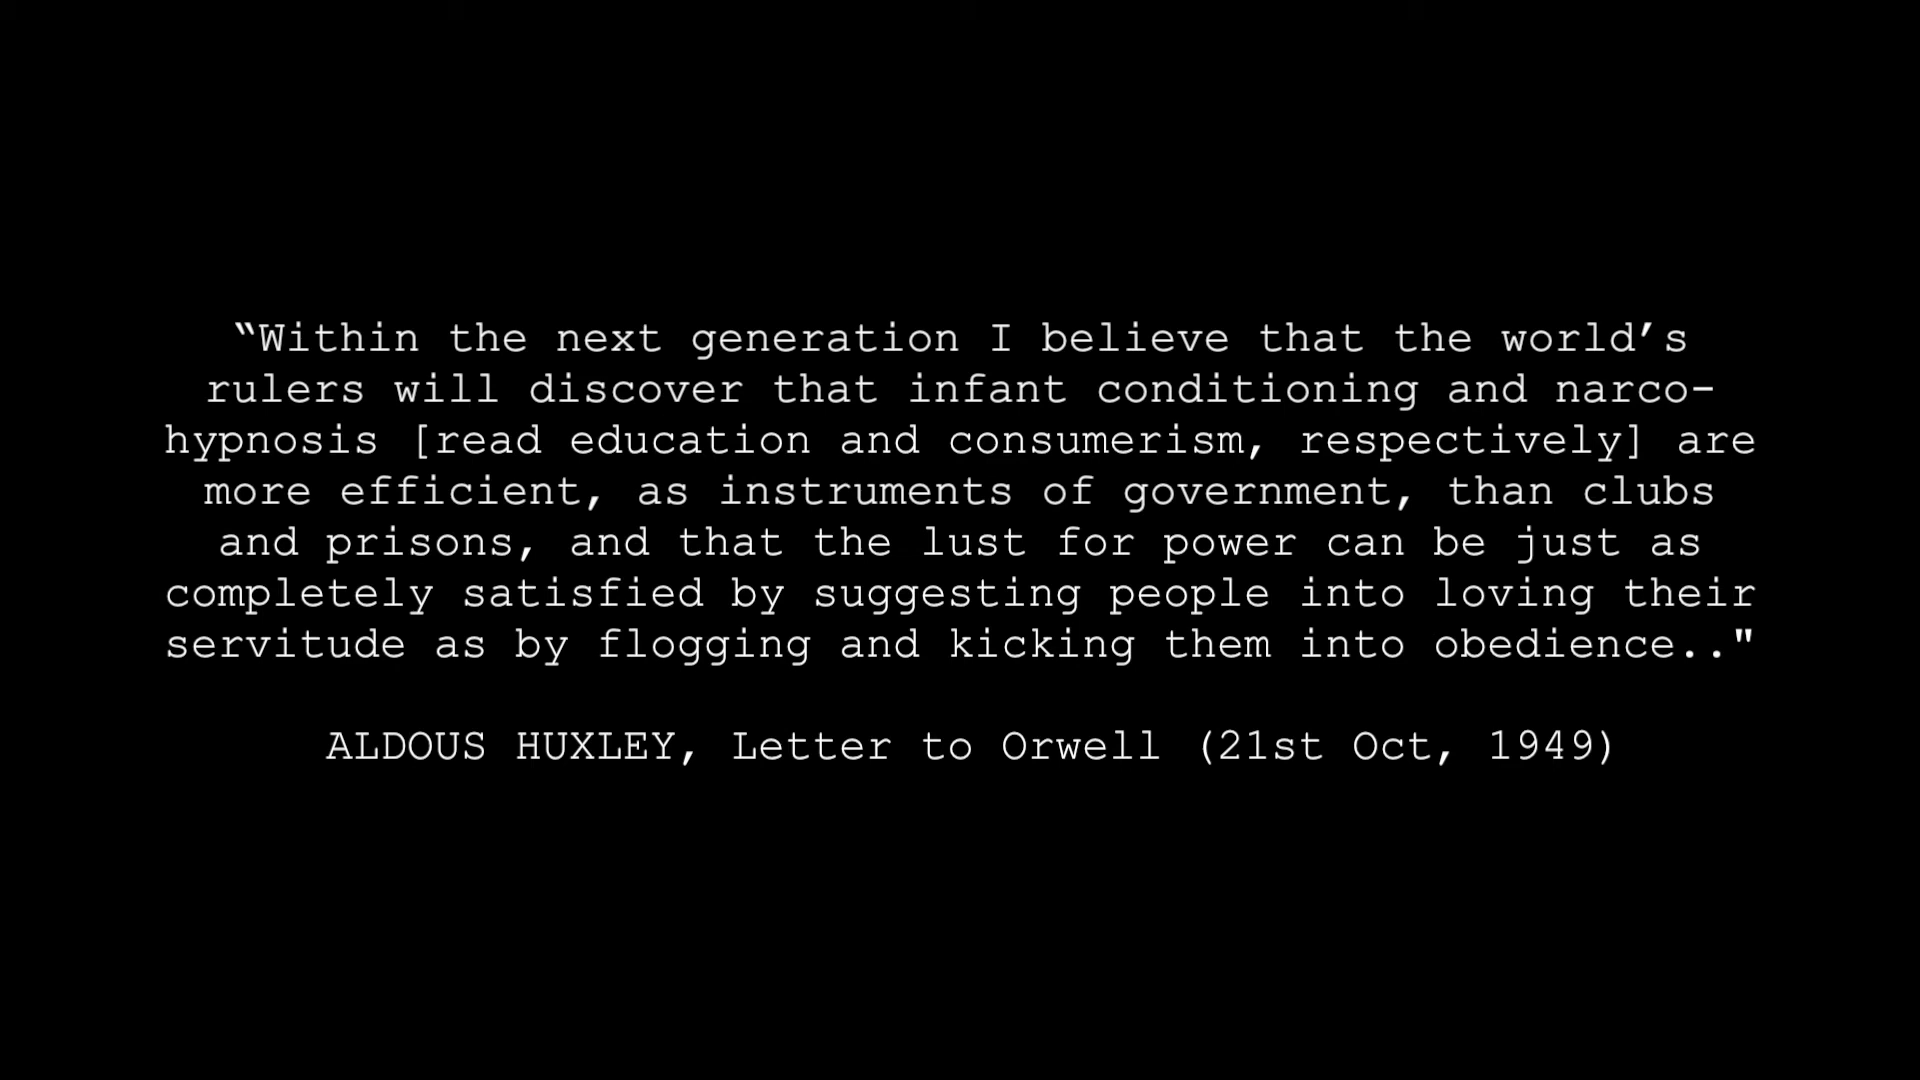 “Within the next generation I believe that the world’s
rulers will discover that infant conditioning and narco-
hypnosis [read education and consumerism, respectively] are
more efficient, as instruments of government, than clubs
and prisons, and that the lust for power can be just as
completely satisfied by suggesting people into loving their
servitude as by flogging and kicking them into obedience.."
ALDOUS HUXLEY, Letter to Orwell (21st Oct, 1949)